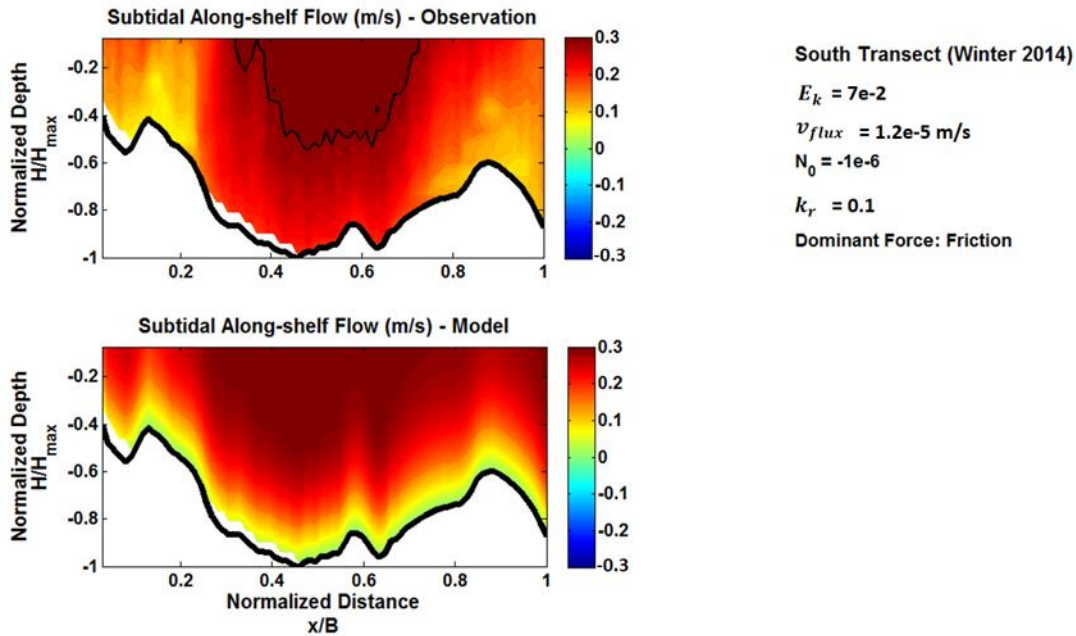 Subtidal Along-shelf Flow (m/s) - Observation
Normalized Depth
H/H_max
-0.2
-0.4
-0.6
-0.8
-1
0.2
0.4
0.6
0.8
1
0.3
0.2
0.1
0
-0.1
-0.2
-0.3
South Transect (Winter 2014)
E_k = 7e-2
v_flux = 1.2e-5 m/s
N_0 = -1e-6
k_r = 0.1
Dominant Force: Friction
Subtidal Along-shelf Flow (m/s) - Model
Normalized Depth
H/H_max
-0.2
-0.4
-0.6
-0.8
-1
0.2
0.4
0.6
0.8
1
0.3
0.2
0.1
0
-0.1
-0.2
-0.3
Normalized Distance
x/B